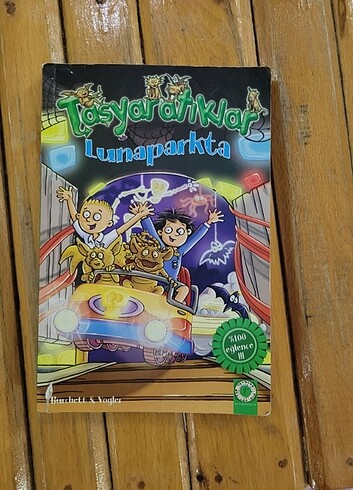 Taşyaratıklar
Lunaparkta
%100
eğlence
!!!
Burchett & Vogler